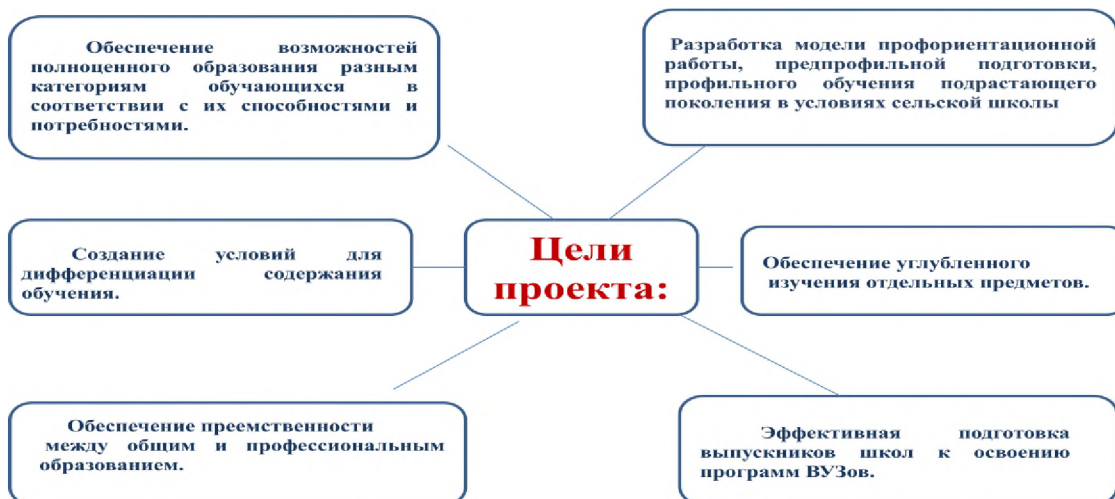 Обеспечение возможностей
полноценного образования разным
категориям обучающихся в
соответствии с их способностями и
потребностями.
Разработка модели профориентационной
работы, предпрофильной подготовки,
профильного обучения подрастающего
поколения в условиях сельской школы
Создание условий для
дифференциации содержания
обучения.
Цели
проекта:
Обеспечение углубленного
изучения отдельных предметов.
Обеспечение преемственности
между общим и профессиональным
образованием.
Эффективная подготовка
выпускников школ к освоению
программ ВУЗов.